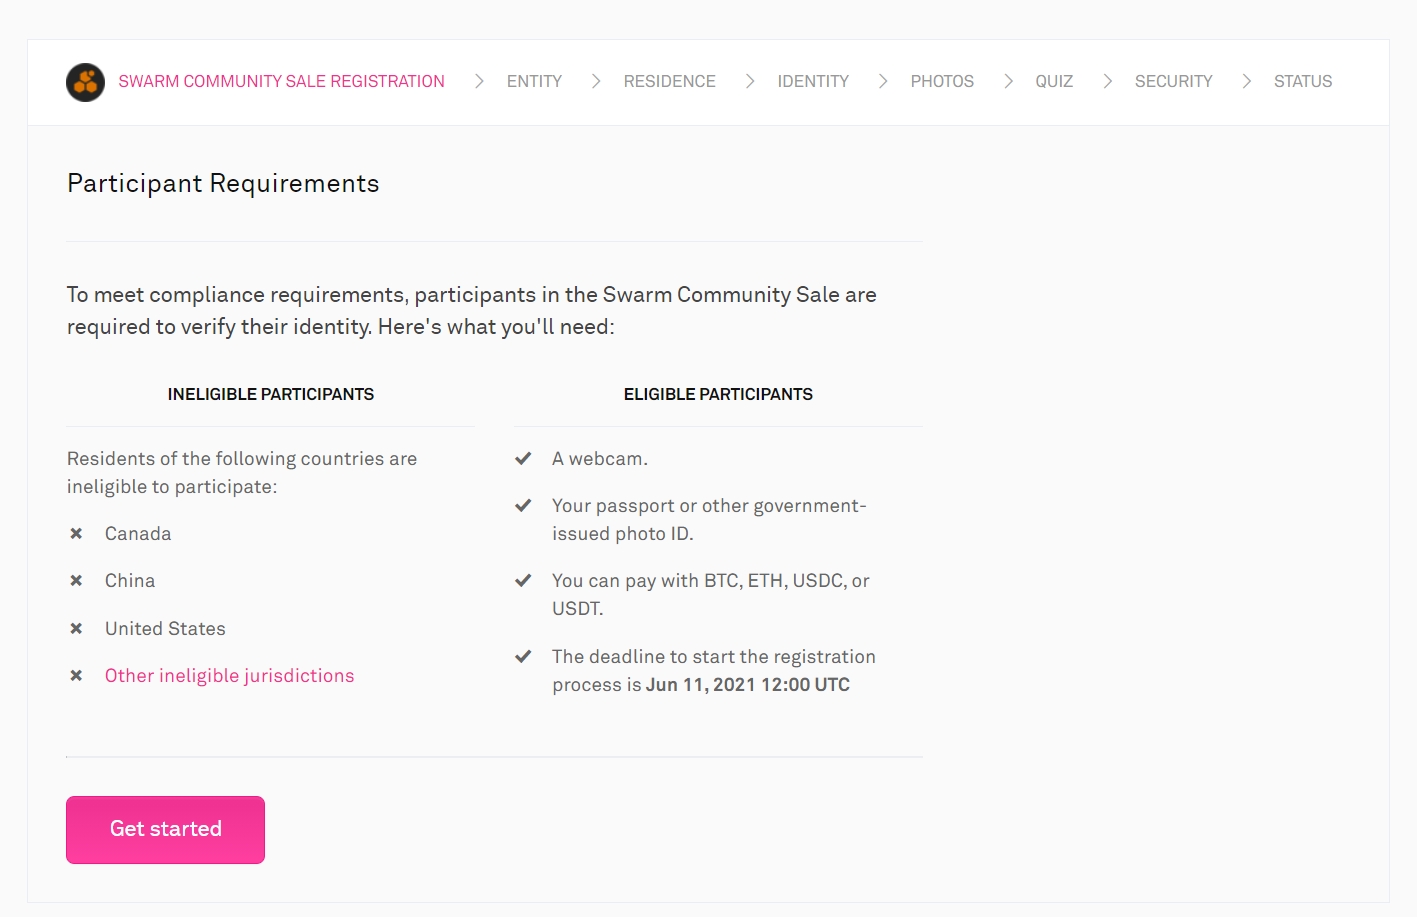 SWARM COMMUNITY SALE REGISTRATION
ENTITY
RESIDENCE
IDENTITY
PHOTOS
QUIZ
SECURITY
STATUS
Participant Requirements
To meet compliance requirements, participants in the Swarm Community Sale are
required to verify their identity. Here's what you'll need:
INELIGIBLE PARTICIPANTS
Residents of the following countries are
ineligible to participate:
Canada
China
United States
Other ineligible jurisdictions
ELIGIBLE PARTICIPANTS
A webcam.
Your passport or other government-
issued photo ID.
You can pay with BTC, ETH, USDC, or
USDT.
The deadline to start the registration
process is Jun 11, 2021 12:00 UTC
Get started